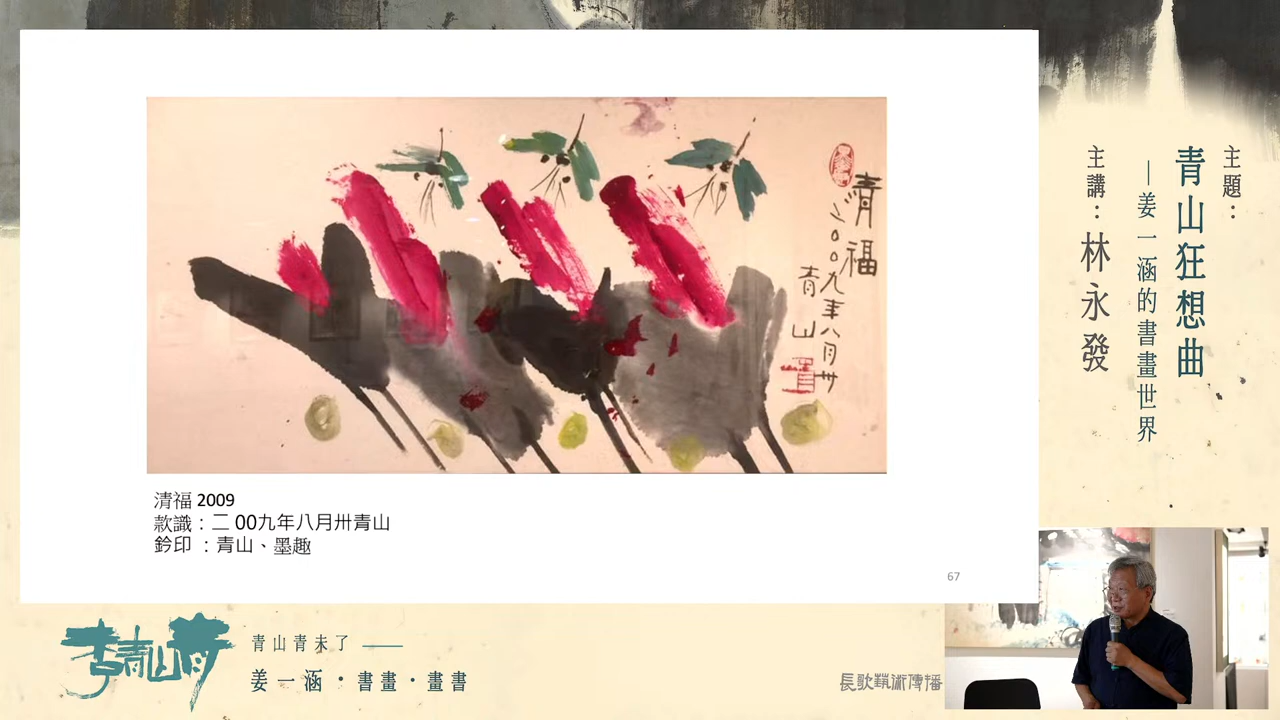 主題：
青山狂想曲
—姜一涵的書畫世界
主講：林永發
清福
二〇〇九年八月卅
青山
清福 2009
款識：二 00九年八月卅青山
鈐印 ：青山、墨趣
67
青山青未了 ——
姜一涵・書畫・畫書
長歌藝術傳播